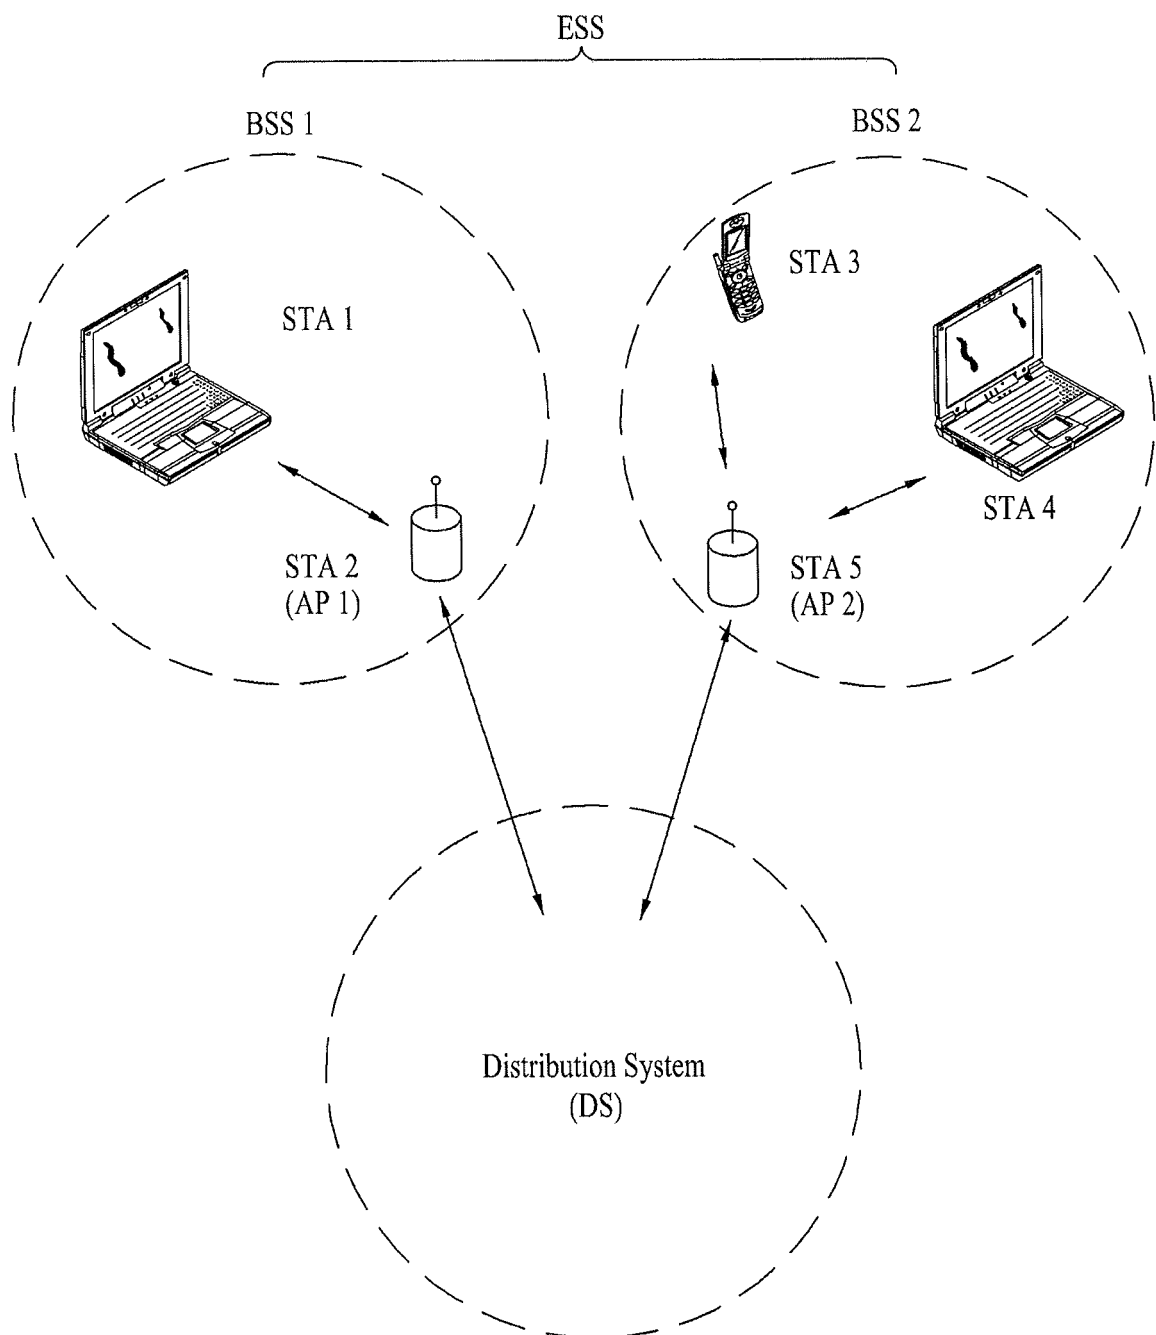 ESS
BSS 1
BSS 2
STA 3
STA 1
STA 4
STA 2
(AP 1)
STA 5
(AP 2)
Distribution System
(DS)